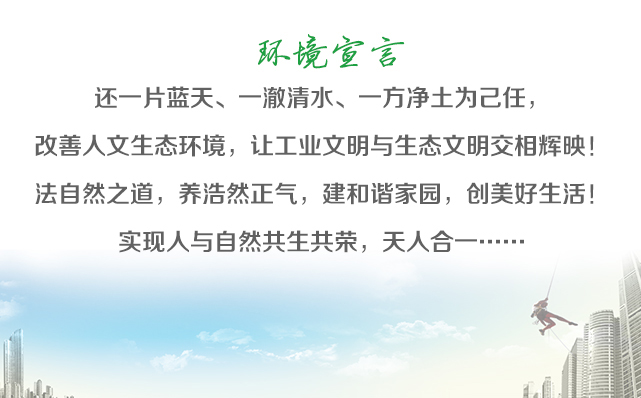 环境宣言
还一片蓝天、一澈清水、一方净土为己任，
改善人文生态环境，让工业文明与生态文明交相辉映！
法自然之道，养浩然正气，建和谐家园，创美好生活！
实现人与自然共生共荣，天人合一……